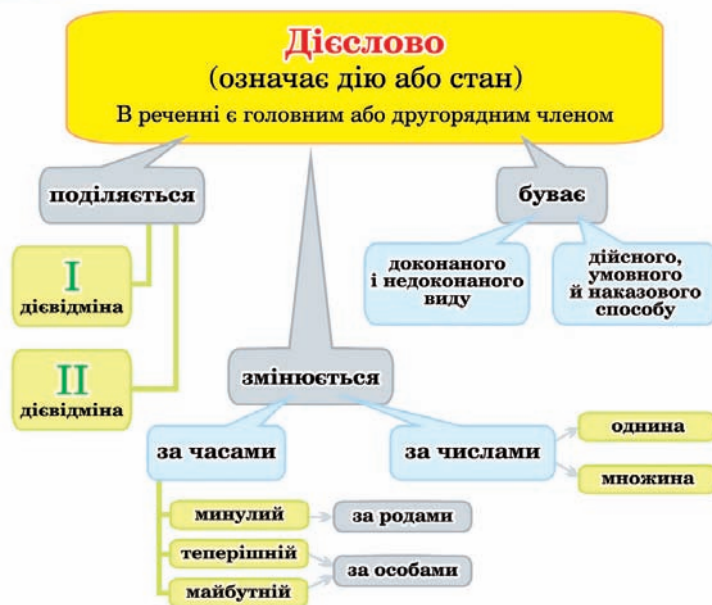 Дієслово
(означає дію або стан)
В реченні є головним або другорядним членом
поділяється
I
дієвідміна
II
дієвідміна
буває
доконаного
і недоконаного
виду
дійсного,
умовного
й наказового
способу
змінюється
за часами
минулий
за родами
теперішній
майбутній
за особами
за числами
однина
множина